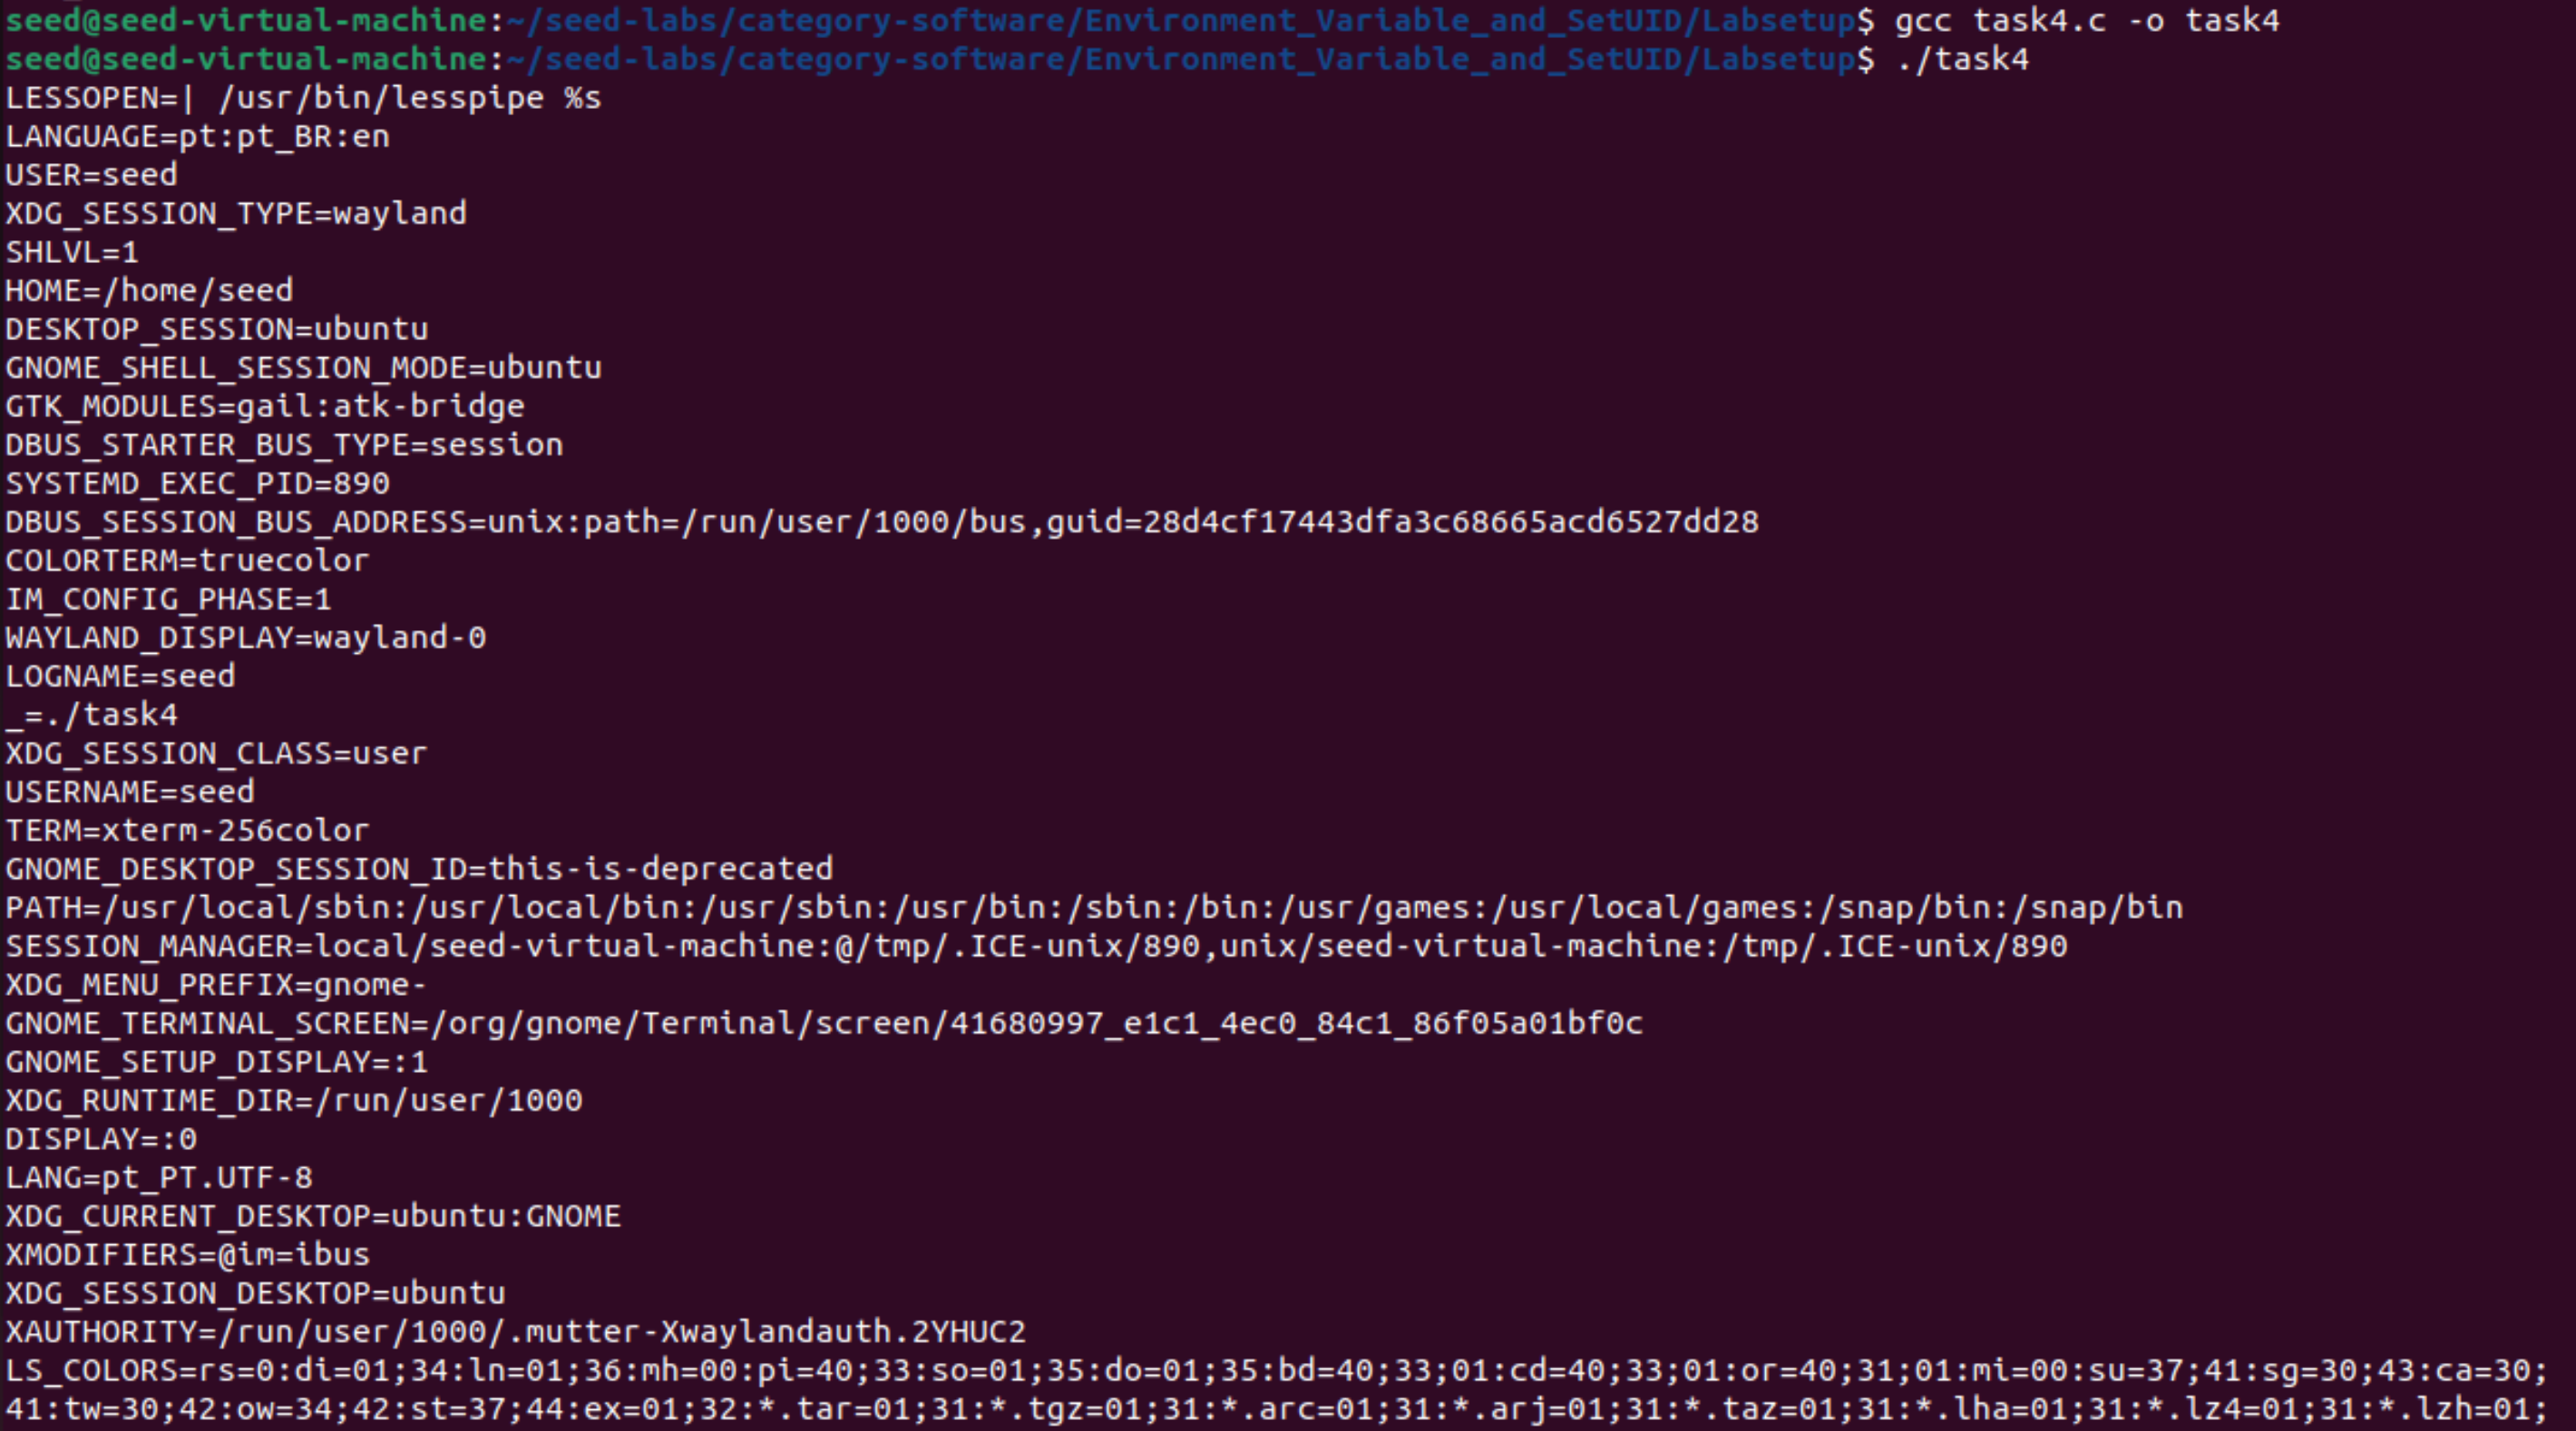 seed@seed-virtual-machine:~/seed-labs/category-software/Environment_Variable_and_SetUID/Labsetup$ gcc task4.c -o task4
seed@seed-virtual-machine:~/seed-labs/category-software/Environment_Variable_and_SetUID/Labsetup$ ./task4
LESSOPEN=| /usr/bin/lesspipe %s
LANGUAGE=pt:pt_BR:en
USER=seed
XDG_SESSION_TYPE=wayland
SHLVL=1
HOME=/home/seed
DESKTOP_SESSION=ubuntu
GNOME_SHELL_SESSION_MODE=ubuntu
GTK_MODULES=gail:atk-bridge
DBUS_STARTER_BUS_TYPE=session
SYSTEMD_EXEC_PID=890
DBUS_SESSION_BUS_ADDRESS=unix:path=/run/user/1000/bus,guid=28d4cf17443dfa3c68665acd6527dd28
COLORTERM=truecolor
IM_CONFIG_PHASE=1
WAYLAND_DISPLAY=wayland-0
LOGNAME=seed
_=./task4
XDG_SESSION_CLASS=user
USERNAME=seed
TERM=xterm-256color
GNOME_DESKTOP_SESSION_ID=this-is-deprecated
PATH=/usr/local/sbin:/usr/local/bin:/usr/sbin:/usr/bin:/sbin:/bin:/usr/games:/usr/local/games:/snap/bin:/snap/bin
SESSION_MANAGER=local/seed-virtual-machine:@/tmp/.ICE-unix/890,unix/seed-virtual-machine:/tmp/.ICE-unix/890
XDG_MENU_PREFIX=gnome-
GNOME_TERMINAL_SCREEN=/org/gnome/Terminal/screen/41680997_e1c1_4ec0_84c1_86f05a01bf0c
GNOME_SETUP_DISPLAY=:1
XDG_RUNTIME_DIR=/run/user/1000
DISPLAY=:0
LANG=pt_PT.UTF-8
XDG_CURRENT_DESKTOP=ubuntu:GNOME
XMODIFIERS=@im=ibus
XDG_SESSION_DESKTOP=ubuntu
XAUTHORITY=/run/user/1000/.mutter-Xwaylandauth.2YHUC2
LS_COLORS=rs=0:di=01;34:ln=01;36:mh=00:pi=40;33:so=01;35:do=01;35:bd=40;33;01:cd=40;33;01:or=40;31;01:mi=00:su=37;41:sg=30;43:ca=30;
41:tw=30;42:ow=34;42:st=37;44:ex=01;32:*.tar=01;31:*.tgz=01;31:*.arc=01;31:*.arj=01;31:*.taz=01;31:*.lha=01;31:*.lz4=01;31:*.lzh=01;